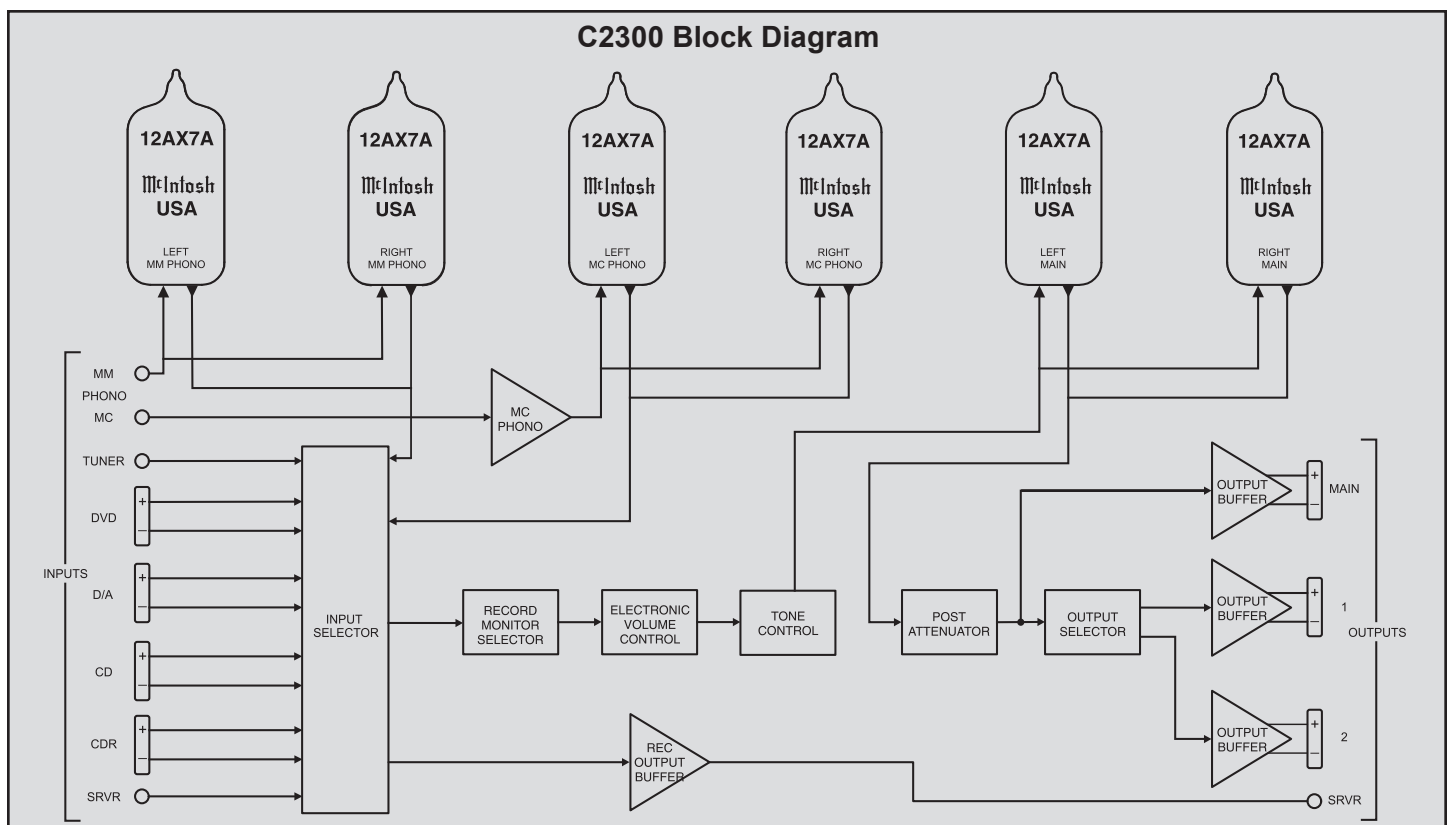 C2300 Block Diagram
12AX7A
McIntosh
USA
LEFT
MM PHONO
12AX7A
McIntosh
USA
RIGHT
MM PHONO
12AX7A
McIntosh
USA
LEFT
MC PHONO
12AX7A
McIntosh
USA
RIGHT
MC PHONO
12AX7A
McIntosh
USA
LEFT
MAIN
12AX7A
McIntosh
USA
RIGHT
MAIN
INPUTS
MM
PHONO
MC
TUNER
DVD
+
–
D/A
+
–
CD
+
–
CDR
+
–
SRVR
MC
PHONO
INPUT
SELECTOR
RECORD
MONITOR
SELECTOR
ELECTRONIC
VOLUME
CONTROL
TONE
CONTROL
POST
ATTENUATOR
OUTPUT
SELECTOR
REC
OUTPUT
BUFFER
OUTPUT
BUFFER
+
–
MAIN
OUTPUT
BUFFER
+
–
1
OUTPUT
BUFFER
+
–
2
SRVR
OUTPUTS